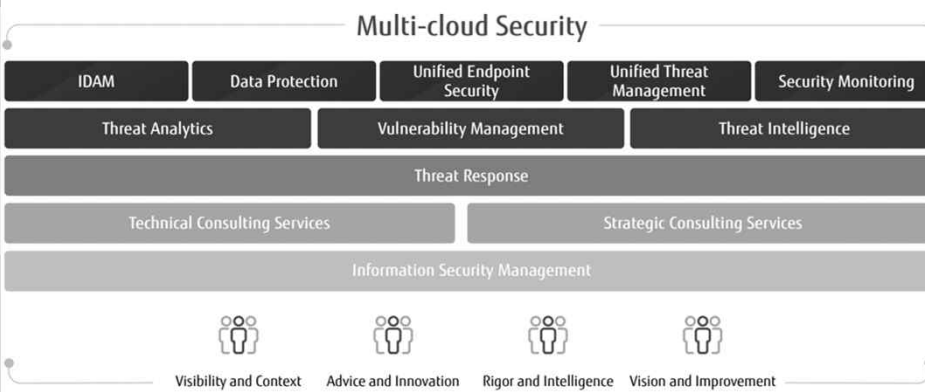 Multi-cloud Security
IDAM
Data Protection
Unified Endpoint
Security
Unified Threat
Management
Security Monitoring
Threat Analytics
Vulnerability Management
Threat Intelligence
Threat Response
Technical Consulting Services
Strategic Consulting Services
Information Security Management
Visibility and Context
Advice and Innovation
Rigor and Intelligence
Vision and Improvement